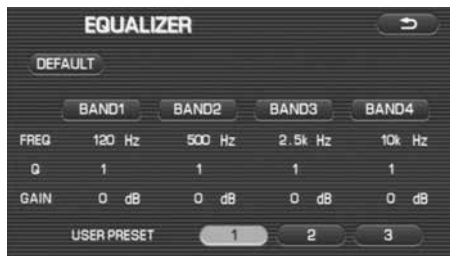 EQUALIZER
DEFAULT
BAND1 BAND2 BAND3 BAND4
FREQ 120 Hz 500 Hz 2.5k Hz 10k Hz
Q 1 1 1 1
GAIN 0 dB 0 dB 0 dB 0 dB
USER PRESET 1 2 3